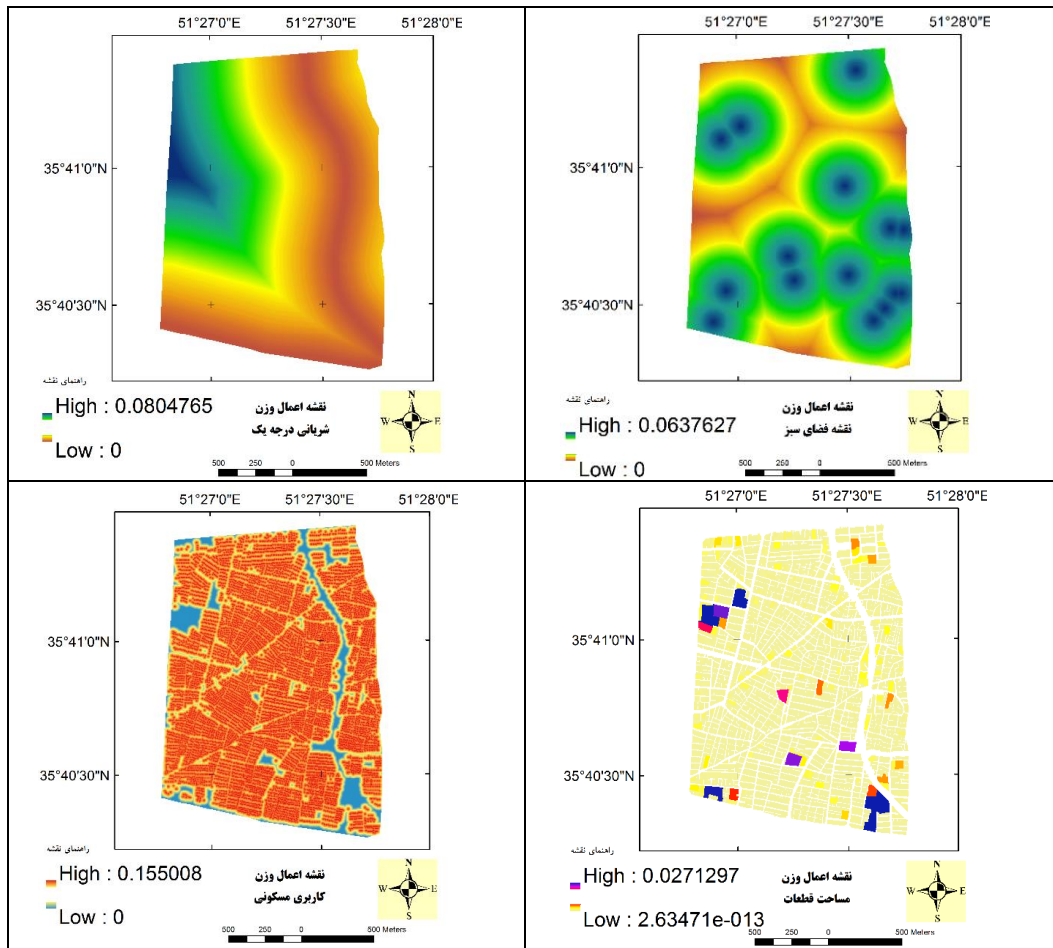 51°27'0"E 51°27'30"E 51°28'0"E
35°41'0"N
35°40'30"N
راهنمای نقشه
High : 0.0804765
Low : 0
نقشه اعمال وزن
شریانی درجه یک
N
W E
S
500 250 0 500 Meters
51°27'0"E 51°27'30"E 51°28'0"E
35°41'0"N
35°40'30"N
راهنمای نقشه
High : 0.0637627
Low : 0
نقشه اعمال وزن
نقشه فضای سبز
N
W E
S
500 250 0 500 Meters
51°27'0"E 51°27'30"E 51°28'0"E
35°41'0"N
35°40'30"N
راهنمای نقشه
High : 0.155008
Low : 0
نقشه اعمال وزن
کاربری مسکونی
N
W E
S
500 250 0 500 Meters
51°27'0"E 51°27'30"E 51°28'0"E
35°41'0"N
35°40'30"N
راهنمای نقشه
High : 0.0271297
Low : 2.63471e-013
نقشه اعمال وزن
مساحت قطعات
N
W E
S
500 250 0 500 Meters